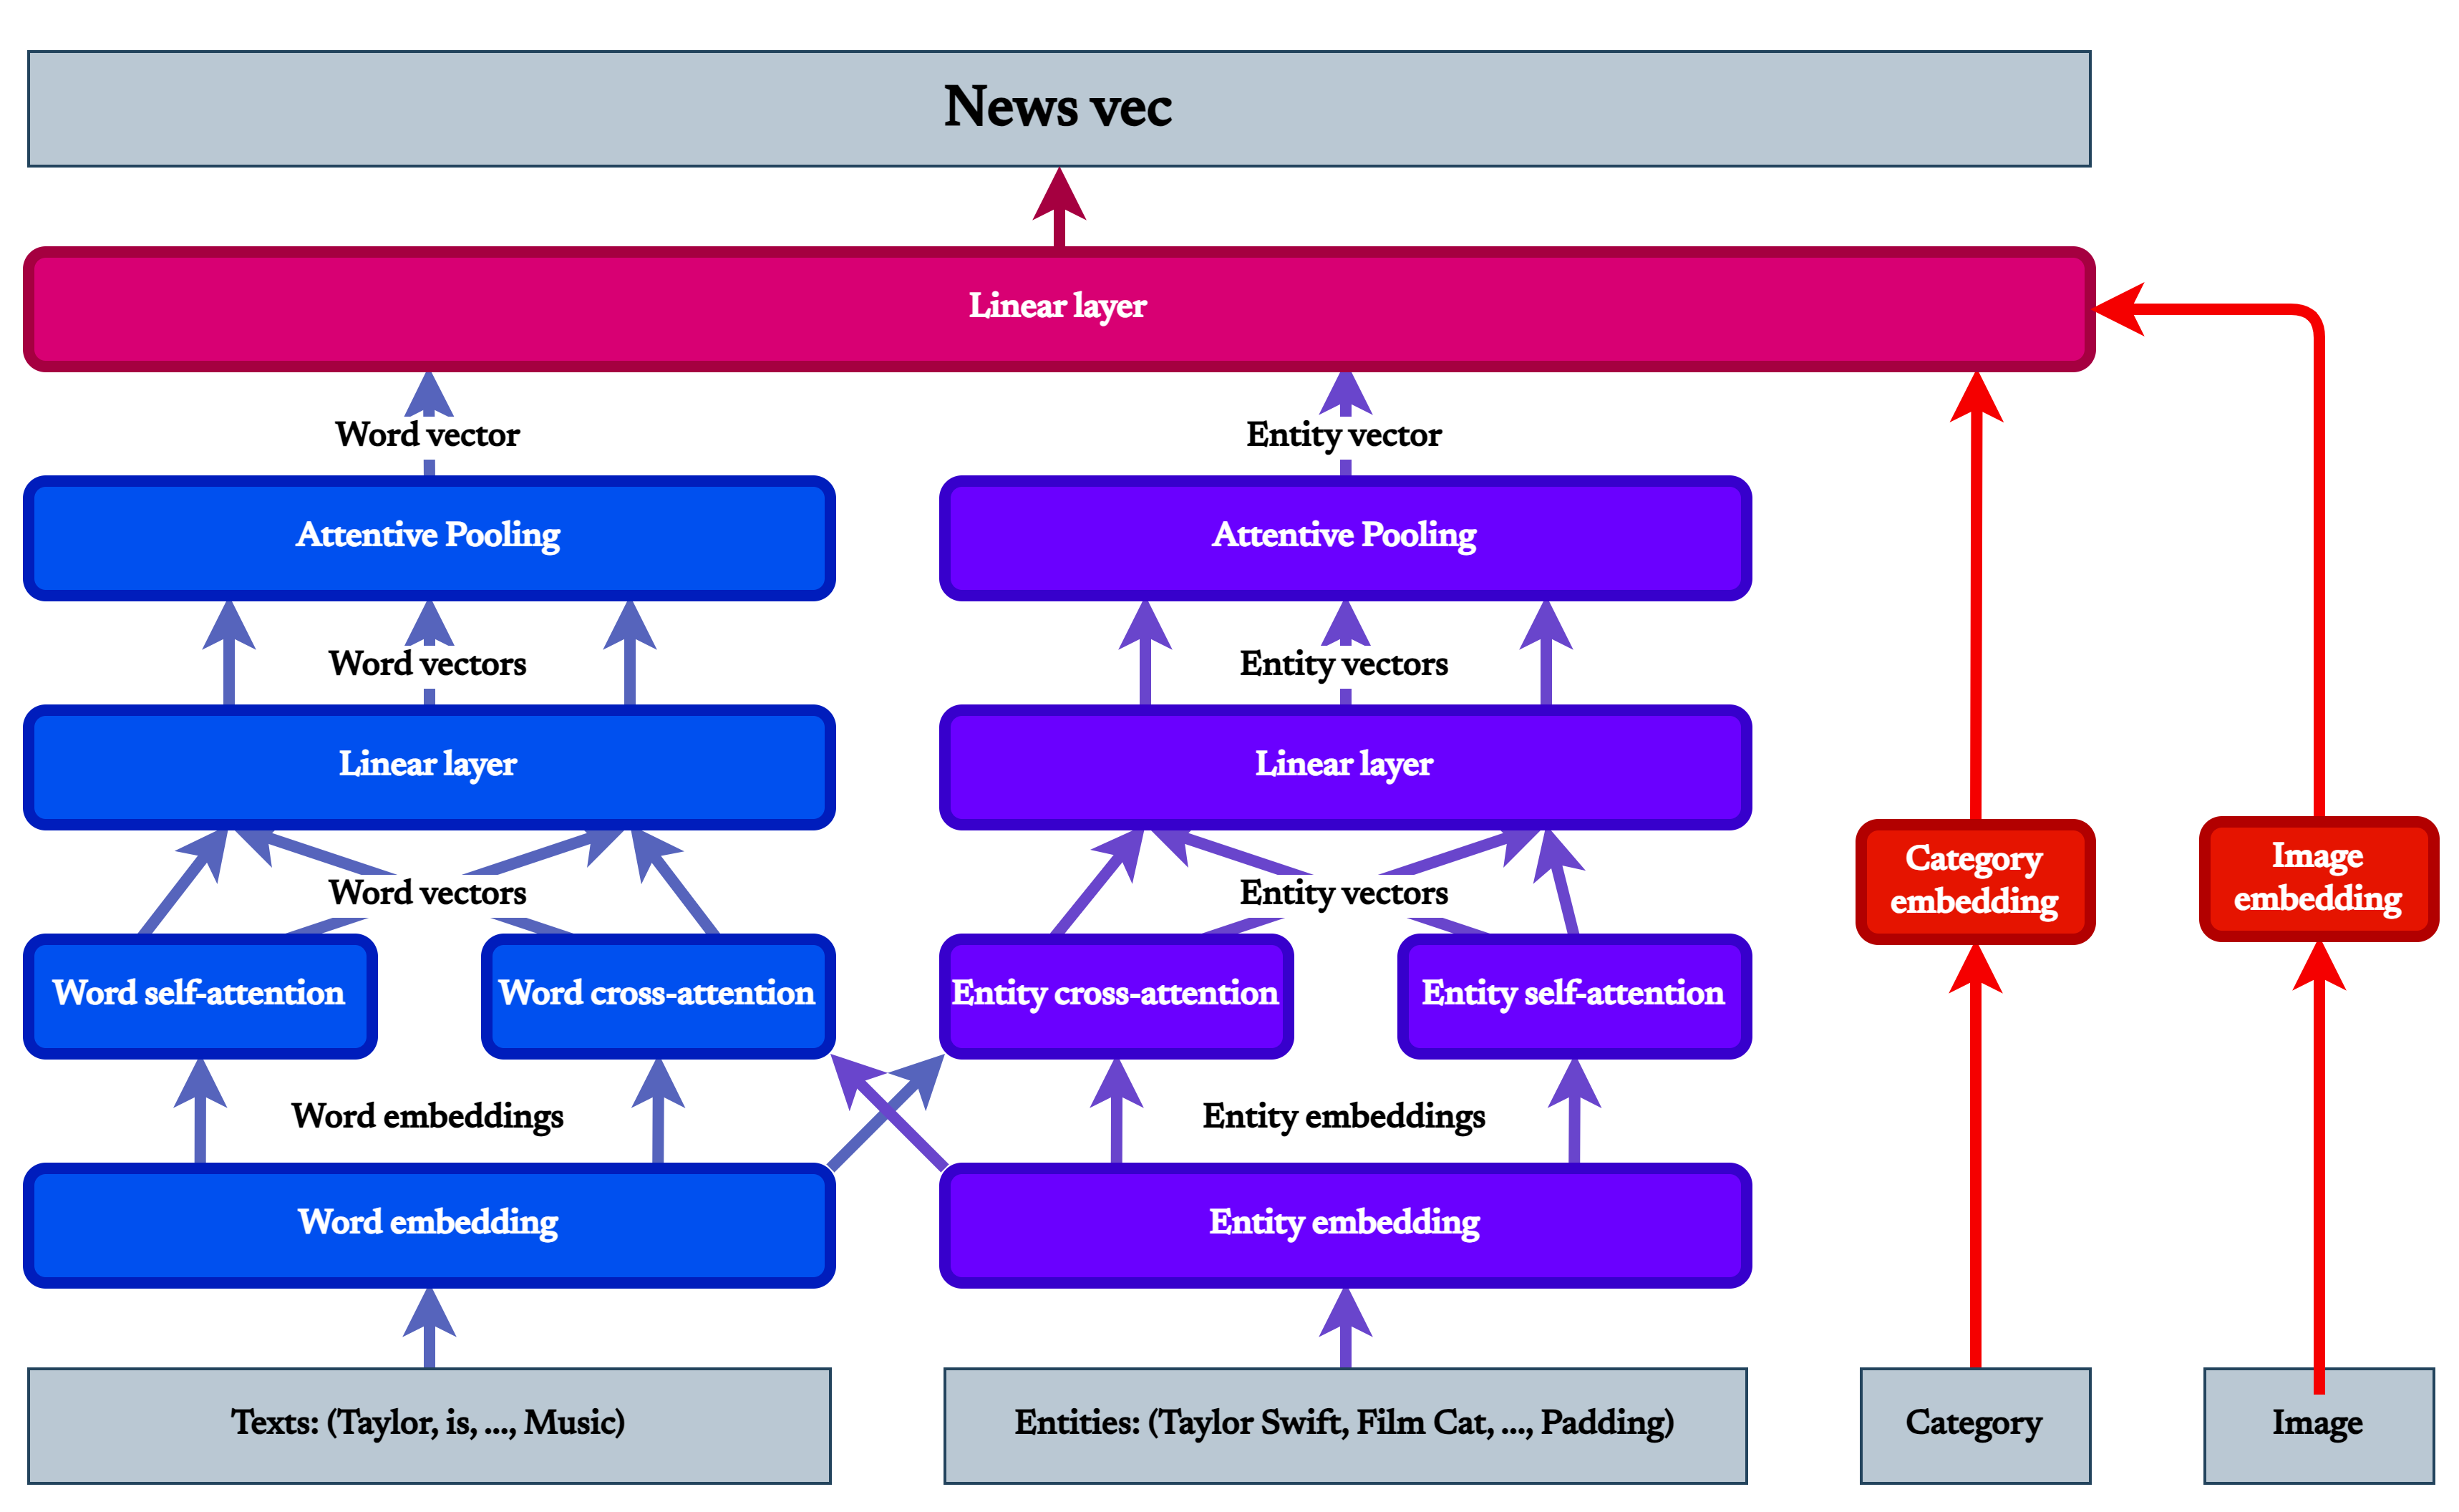 News vec
Linear layer
Word vector
Entity vector
Attentive Pooling
Attentive Pooling
Word vectors
Entity vectors
Linear layer
Linear layer
Category
embedding
Image
embedding
Word vectors
Entity vectors
Word self-attention
Word cross-attention
Entity cross-attention
Entity self-attention
Word embeddings
Entity embeddings
Word embedding
Entity embedding
Texts: (Taylor, is, ..., Music)
Entities: (Taylor Swift, Film Cat, ..., Padding)
Category
Image